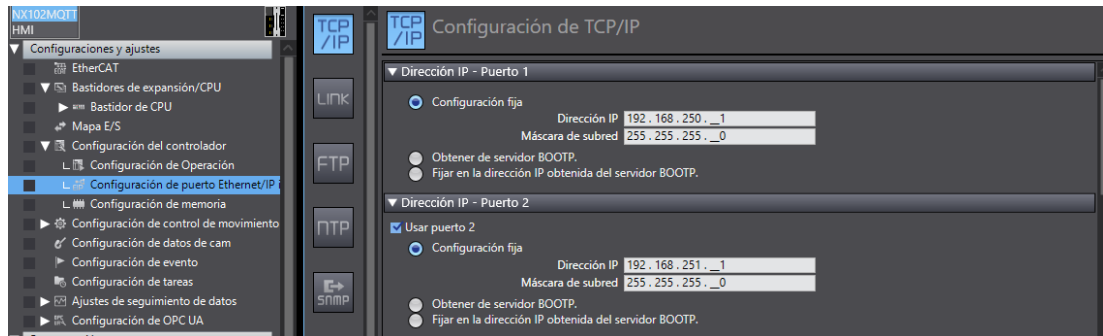 NX102MQTT
HMI
Configuraciones y ajustes
EtherCAT
Bastidores de expansión/CPU
Bastidor de CPU
Mapa E/S
Configuración del controlador
Configuración de Operación
Configuración de puerto Ethernet/IP
Configuración de memoria
Configuración de control de movimiento
Configuración de datos de cam
Configuración de evento
Configuración de tareas
Ajustes de seguimiento de datos
Configuración de OPC UA
TCP
/IP
LINK
FTP
NTP
SNMP
TCP
/IP
Configuración de TCP/IP
Dirección IP - Puerto 1
Configuración fija
Dirección IP 192 . 168 . 250 . __1
Máscara de subred 255 . 255 . 255 . __0
Obtener de servidor BOOTP.
Fijar en la dirección IP obtenida del servidor BOOTP.
Dirección IP - Puerto 2
Usar puerto 2
Configuración fija
Dirección IP 192 . 168 . 251 . __1
Máscara de subred 255 . 255 . 255 . __0
Obtener de servidor BOOTP.
Fijar en la dirección IP obtenida del servidor BOOTP.